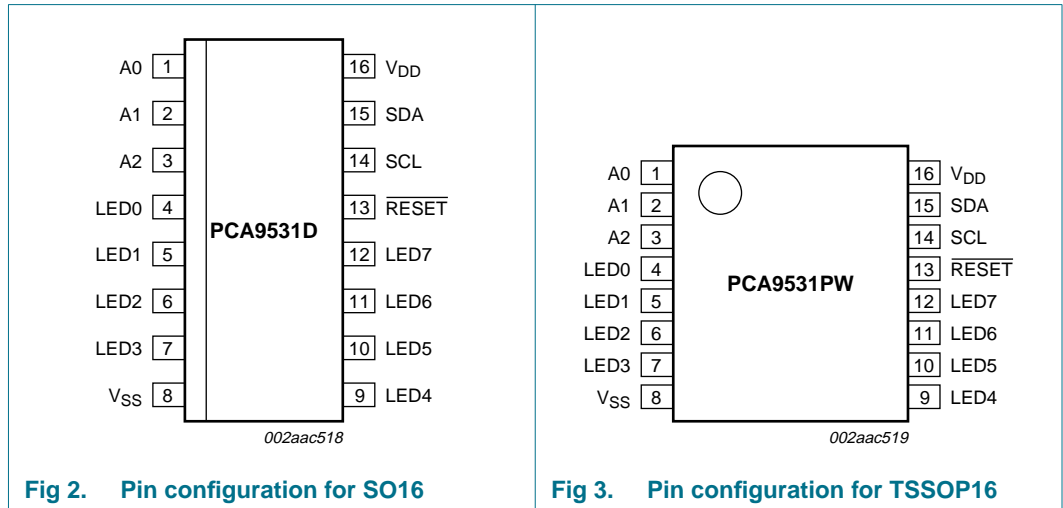 A0 1 16 VDD
A1 2 15 SDA
A2 3 14 SCL
LED0 4 13 RESET
PCA9531D
LED1 5 12 LED7
LED2 6 11 LED6
LED3 7 10 LED5
VSS 8 9 LED4
002aac518
Fig 2. Pin configuration for SO16
A0 1 16 VDD
A1 2 15 SDA
A2 3 14 SCL
LED0 4 13 RESET
PCA9531PW
LED1 5 12 LED7
LED2 6 11 LED6
LED3 7 10 LED5
VSS 8 9 LED4
002aac519
Fig 3. Pin configuration for TSSOP16